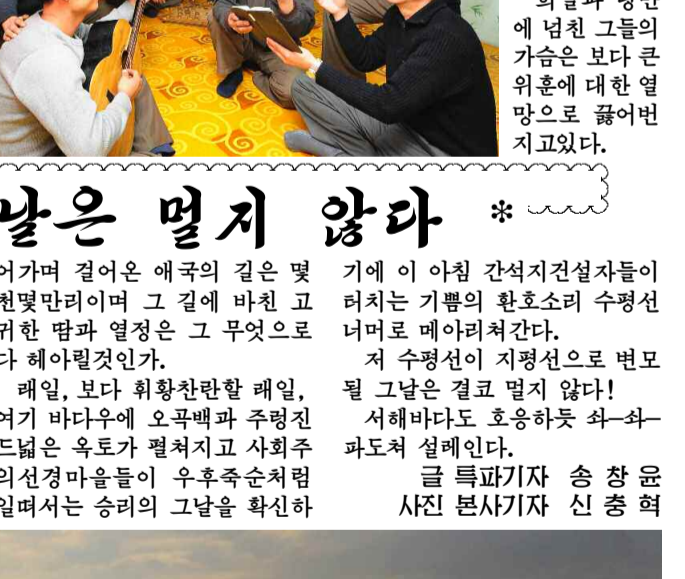 에 넘친 그들의
가슴은 보다 큰
위훈에 대한 열
망으로 끓어번
지고있다.
날은 멀지 않다 *
어가며 걸어온 애국의 길은 몇
천몇만리이며 그 길에 바친 고
귀한 땀과 열정은 그 무엇으로
다 헤아릴것인가.
래일, 보다 휘황찬란할 래일,
여기 바다우에 오곡백과 주렁진
드넓은 옥토가 펼쳐지고 사회주
의선경마을들이 우후죽순처럼
일떠서는 승리의 그날을 확신하
기에 이 아침 간석지건설자들이
터치는 기쁨의 환호소리 수평선
너머로 메아리쳐간다.
저 수평선이 지평선으로 변모
될 그날은 결코 멀지 않다!
서해바다도 호응하듯 쏴-쏴-
파도쳐 설레인다.
글 특파기자 송창윤
사진 본사기자 신충혁